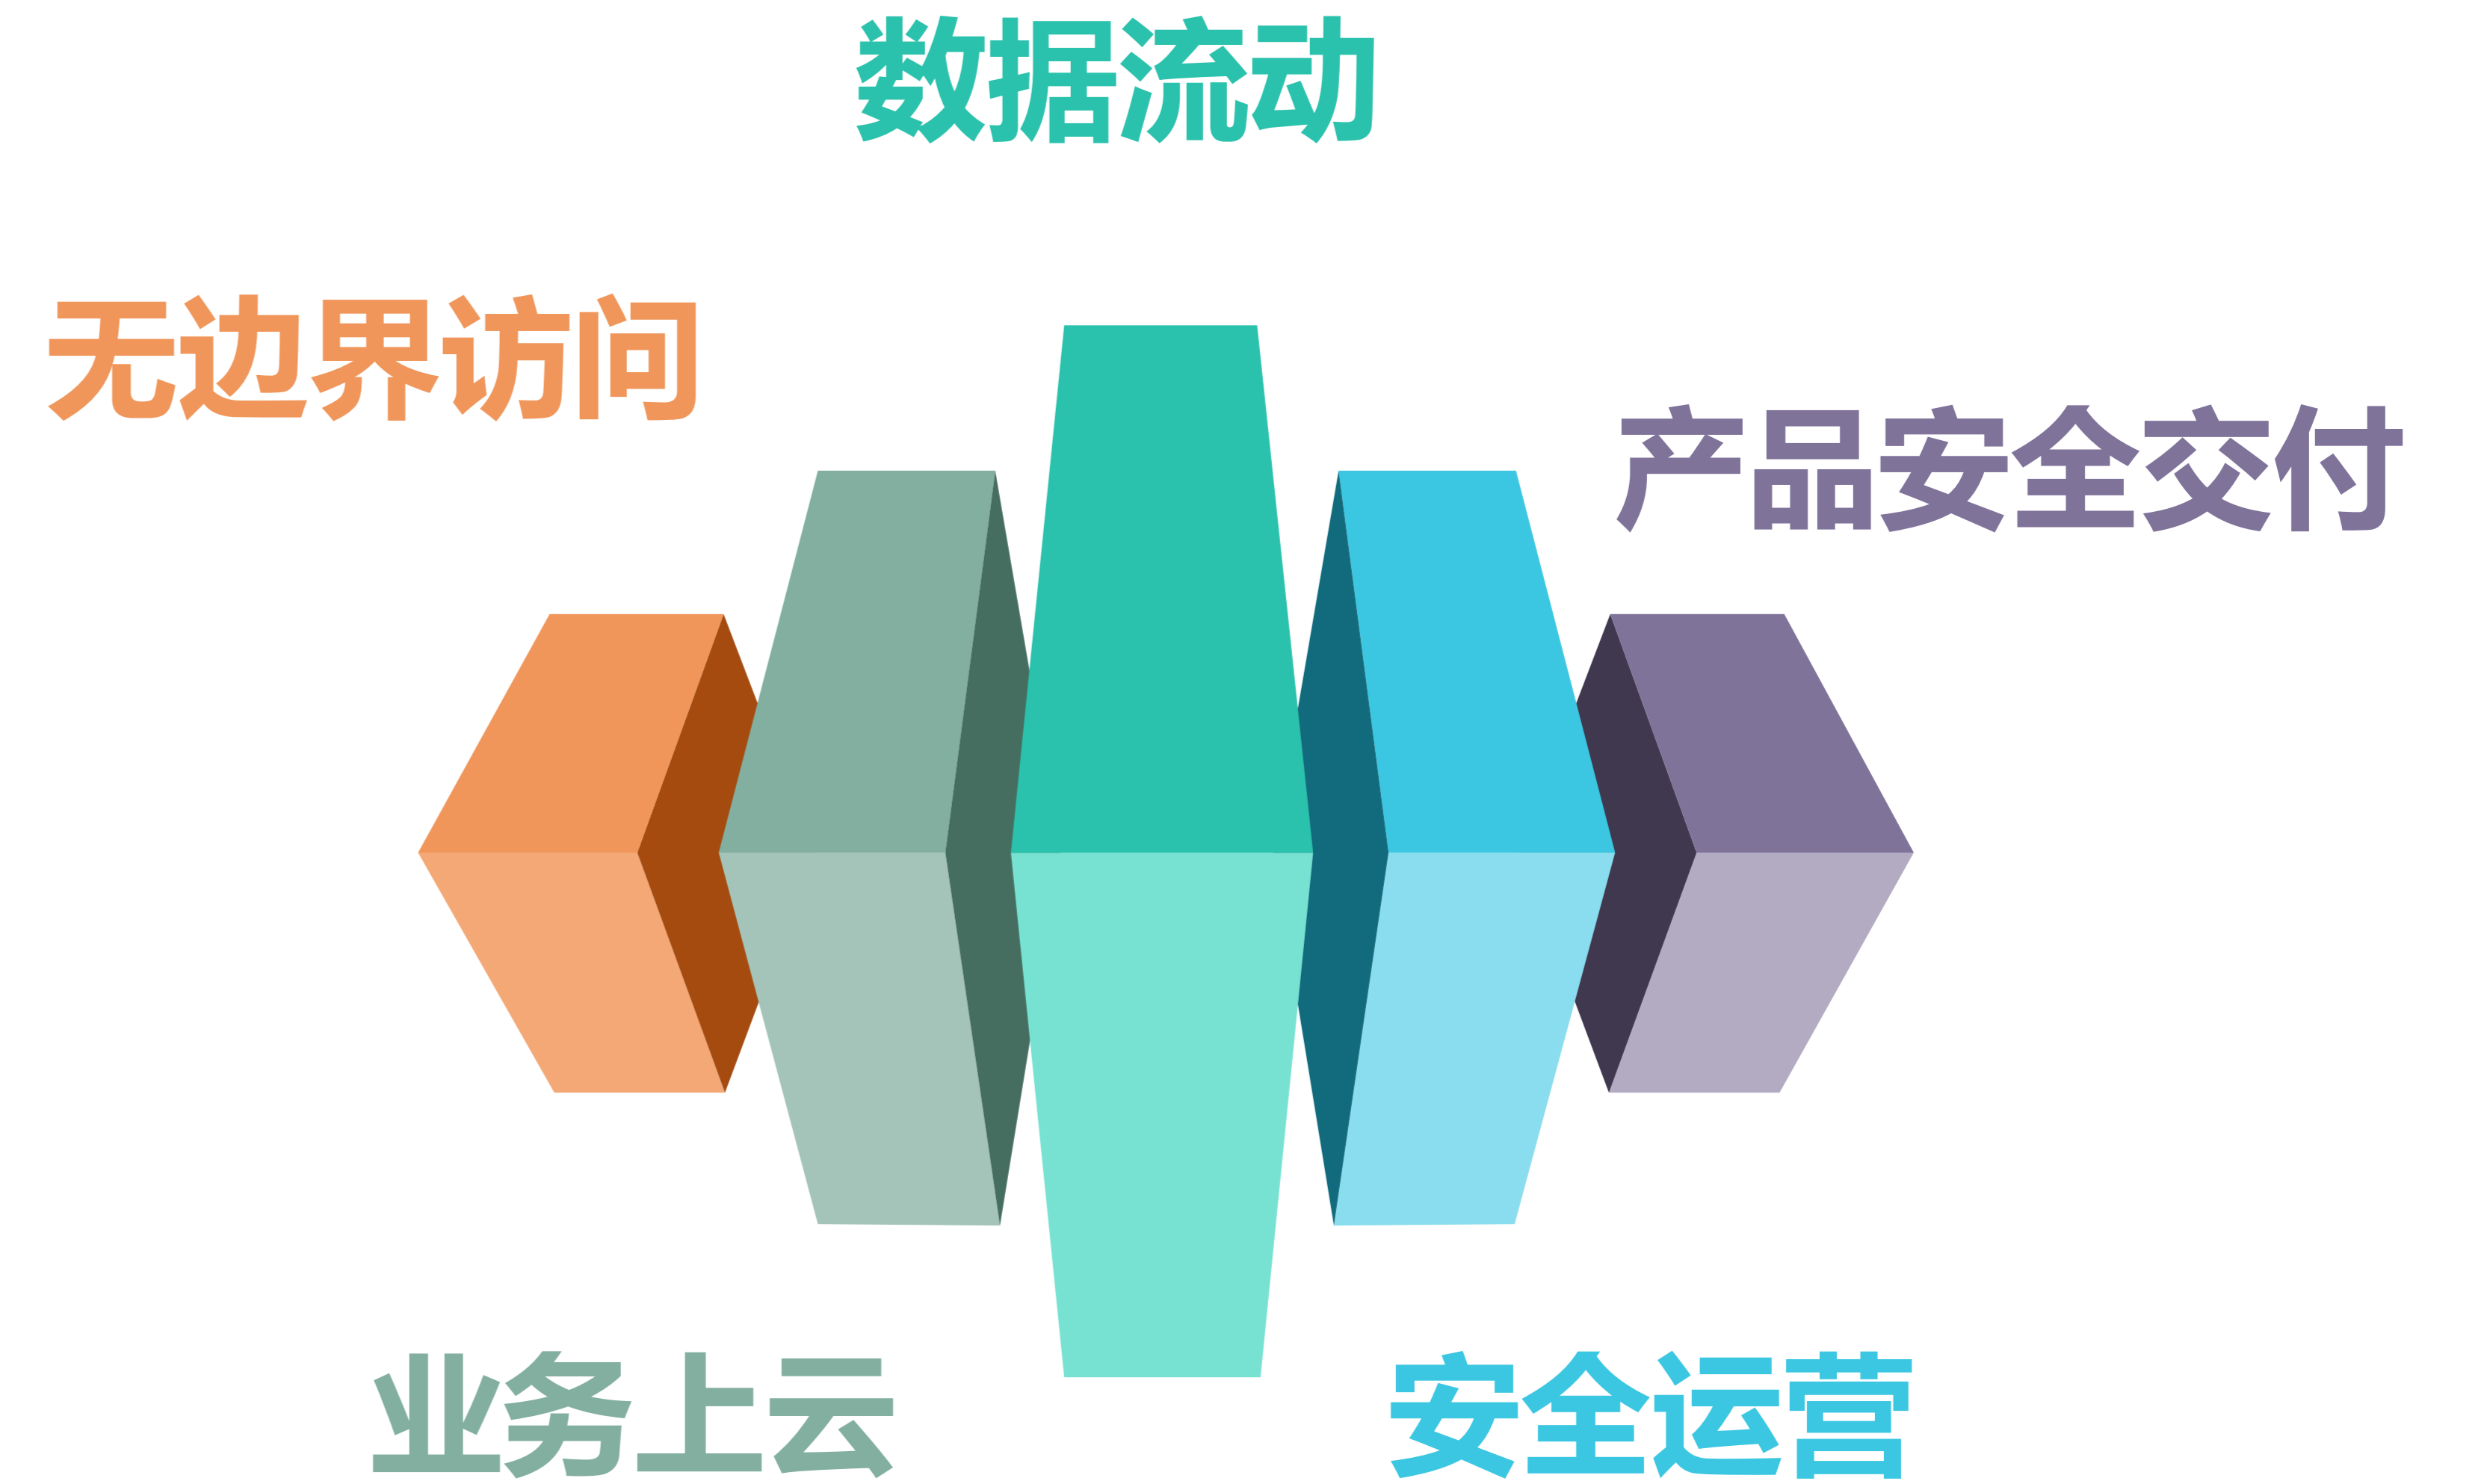 数据流动
无边界访问
产品安全交付
业务上云
安全运营